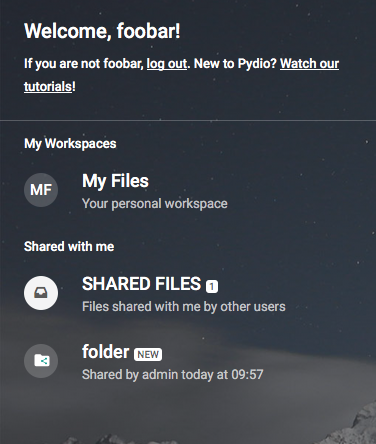 Welcome, foobar!
If you are not foobar, log out. New to Pydio? Watch our
tutorials!
My Workspaces
MF My Files
Your personal workspace
Shared with me
SHARED FILES 1
Files shared with me by other users
folder NEW
Shared by admin today at 09:57